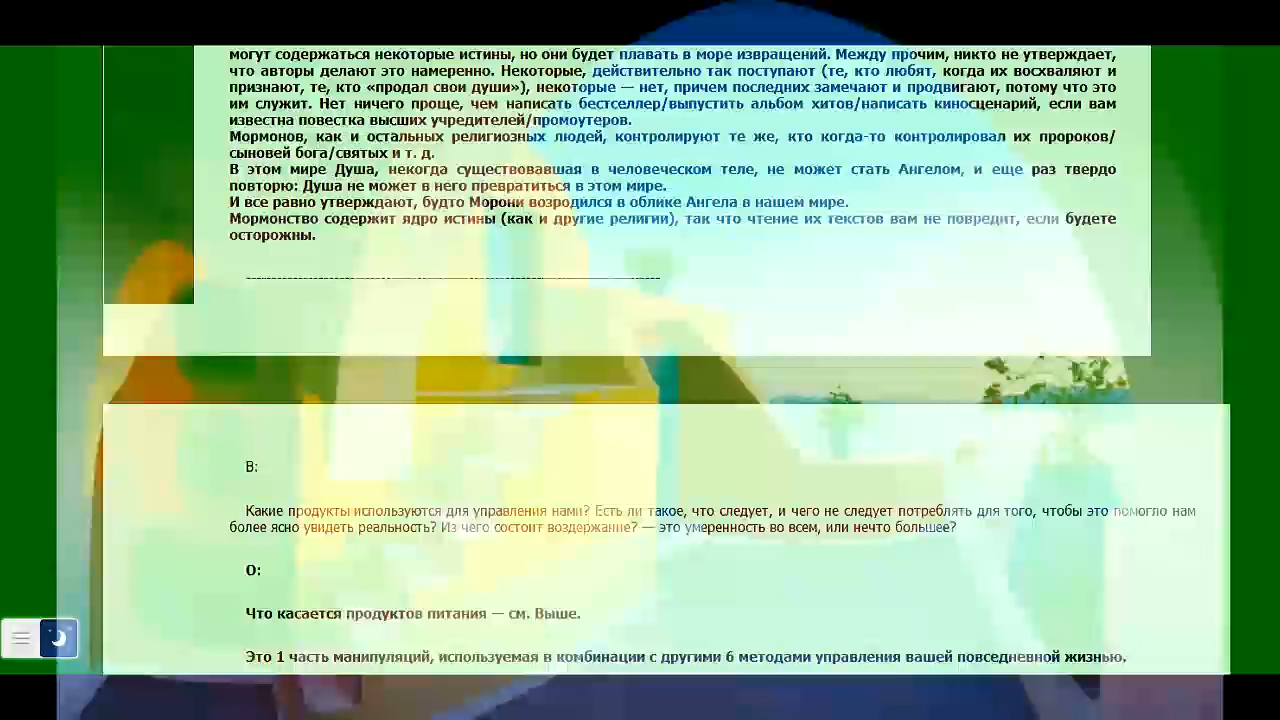 могут содержаться некоторые истины, но они будет плавать в море извращений. Между прочим, никто не утверждает,
что авторы делают это намеренно. Некоторые, действительно так поступают (те, кто любят, когда их восхваляют и
признают, те, кто «продал свои души»), некоторые — нет, причем последних замечают и продвигают, потому что это
им служит. Нет ничего проще, чем написать бестселлер/выпустить альбом хитов/написать киносценарий, если вам
известна повестка высших учредителей/промоутеров.
Мормонов, как и остальных религиозных людей, контролируют те же, кто когда-то контролировал их пророков/
сыновей бога/святых и т. д.
В этом мире Душа, некогда существовавшая в человеческом теле, не может стать Ангелом, и еще раз твердо
повторю: Душа не может в него превратиться в этом мире.
И все равно утверждают, будто Морони возродился в облике Ангела в нашем мире.
Мормонство содержит ядро истины (как и другие религии), так что чтение их текстов вам не повредит, если будете
осторожны.
В:
Какие продукты используются для управления нами? Есть ли такое, что следует, и чего не следует потреблять для того, чтобы это помогло нам
более ясно увидеть реальность? Из чего состоит воздержание? — это умеренность во всем, или нечто большее?
О:
Что касается продуктов питания — см. Выше.
Это 1 часть манипуляций, используемая в комбинации с другими 6 методами управления вашей повседневной жизнью.